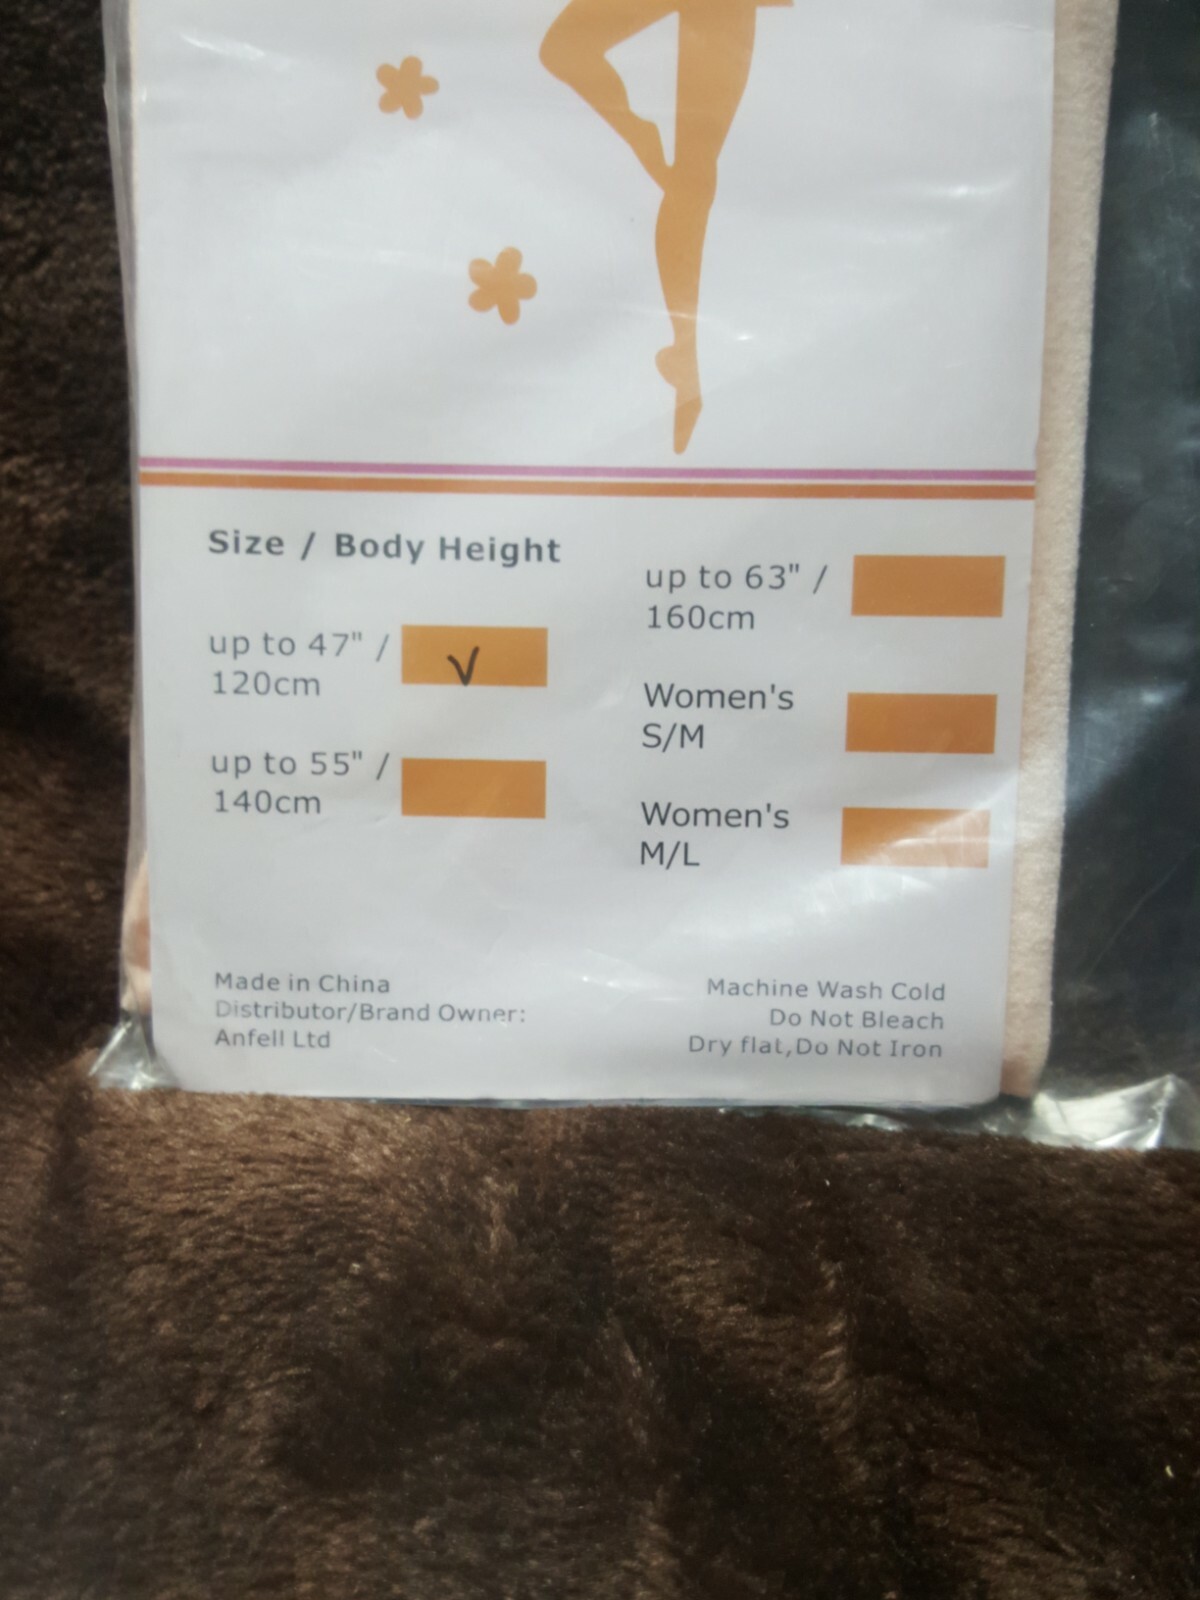 Size / Body Height
up to 47" /
120cm
up to 55" /
140cm
up to 63" /
160cm
Women's
S/M
Women's
M/L
Made in China
Distributor/Brand Owner:
Anfell Ltd
Machine Wash Cold
Do Not Bleach
Dry flat,Do Not Iron